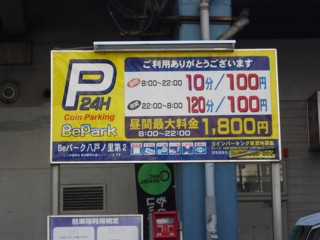 ご利用ありがとうございます
P
24H
Coin Parking
BePark
Beパーク八戸ノ里第2
8:00~22:00 10分/100円
22:00~8:00 120分/100円
昼間最大料金
8:00~22:00
1,800円
駐車場利用規定